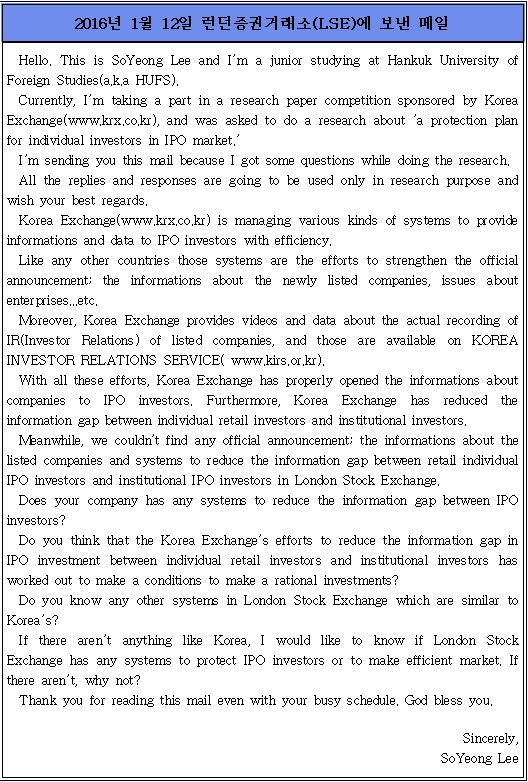 2016년 1월 12일 런던증권거래소(LSE)에 보낸 메일
Hello. This is SoYeong Lee and I'm a junior studying at Hankuk University of
Foreign Studies(a.k.a HUFS).
Currently, I'm taking a part in a research paper competition sponsored by Korea
Exchange(www.krx.co.kr), and was asked to do a research about 'a protection plan
for individual investors in IPO market.'
I'm sending you this mail because I got some questions while doing the research.
All the replies and responses are going to be used only in research purpose and
wish your best regards.
Korea Exchange(www.krx.co.kr) is managing various kinds of systems to provide
informations and data to IPO investors with efficiency.
Like any other countries those systems are the efforts to strengthen the official
announcement; the informations about the newly listed companies, issues about
enterprises...etc.
Moreover, Korea Exchange provides videos and data about the actual recording of
IR(Investor Relations) of listed companies, and those are available on KOREA
INVESTOR RELATIONS SERVICE( www.kirs.or.kr).
With all these efforts, Korea Exchange has properly opened the informations about
companies to IPO investors. Furthermore, Korea Exchange has reduced the
information gap between individual retail investors and institutional investors.
Meanwhile, we couldn't find any official announcement; the informations about the
listed companies and systems to reduce the information gap between retail individual
IPO investors and institutional IPO investors in London Stock Exchange.
Does your company has any systems to reduce the information gap between IPO
investors?
Do you think that the Korea Exchange's efforts to reduce the information gap in
IPO investment between individual retail investors and institutional investors has
worked out to make a conditions to make a rational investments?
Do you know any other systems in London Stock Exchange which are similar to
Korea's?
If there aren't anything like Korea, I would like to know if London Stock
Exchange has any systems to protect IPO investors or to make efficient market. If
there aren't, why not?
Thank you for reading this mail even with your busy schedule. God bless you.
Sincerely,
SoYeong Lee